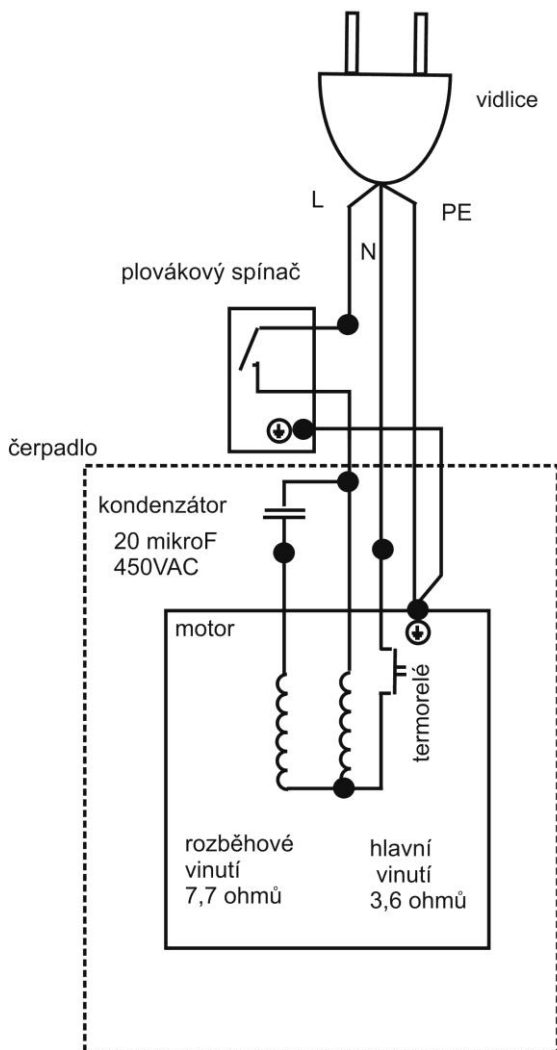 vidlice
L
PE
N
plovákový spínač
čerpadlo
kondenzátor
20 mikroF
450VAC
motor
termorelé
rozběhové
vinutí
7,7 ohmů
hlavní
vinutí
3,6 ohmů